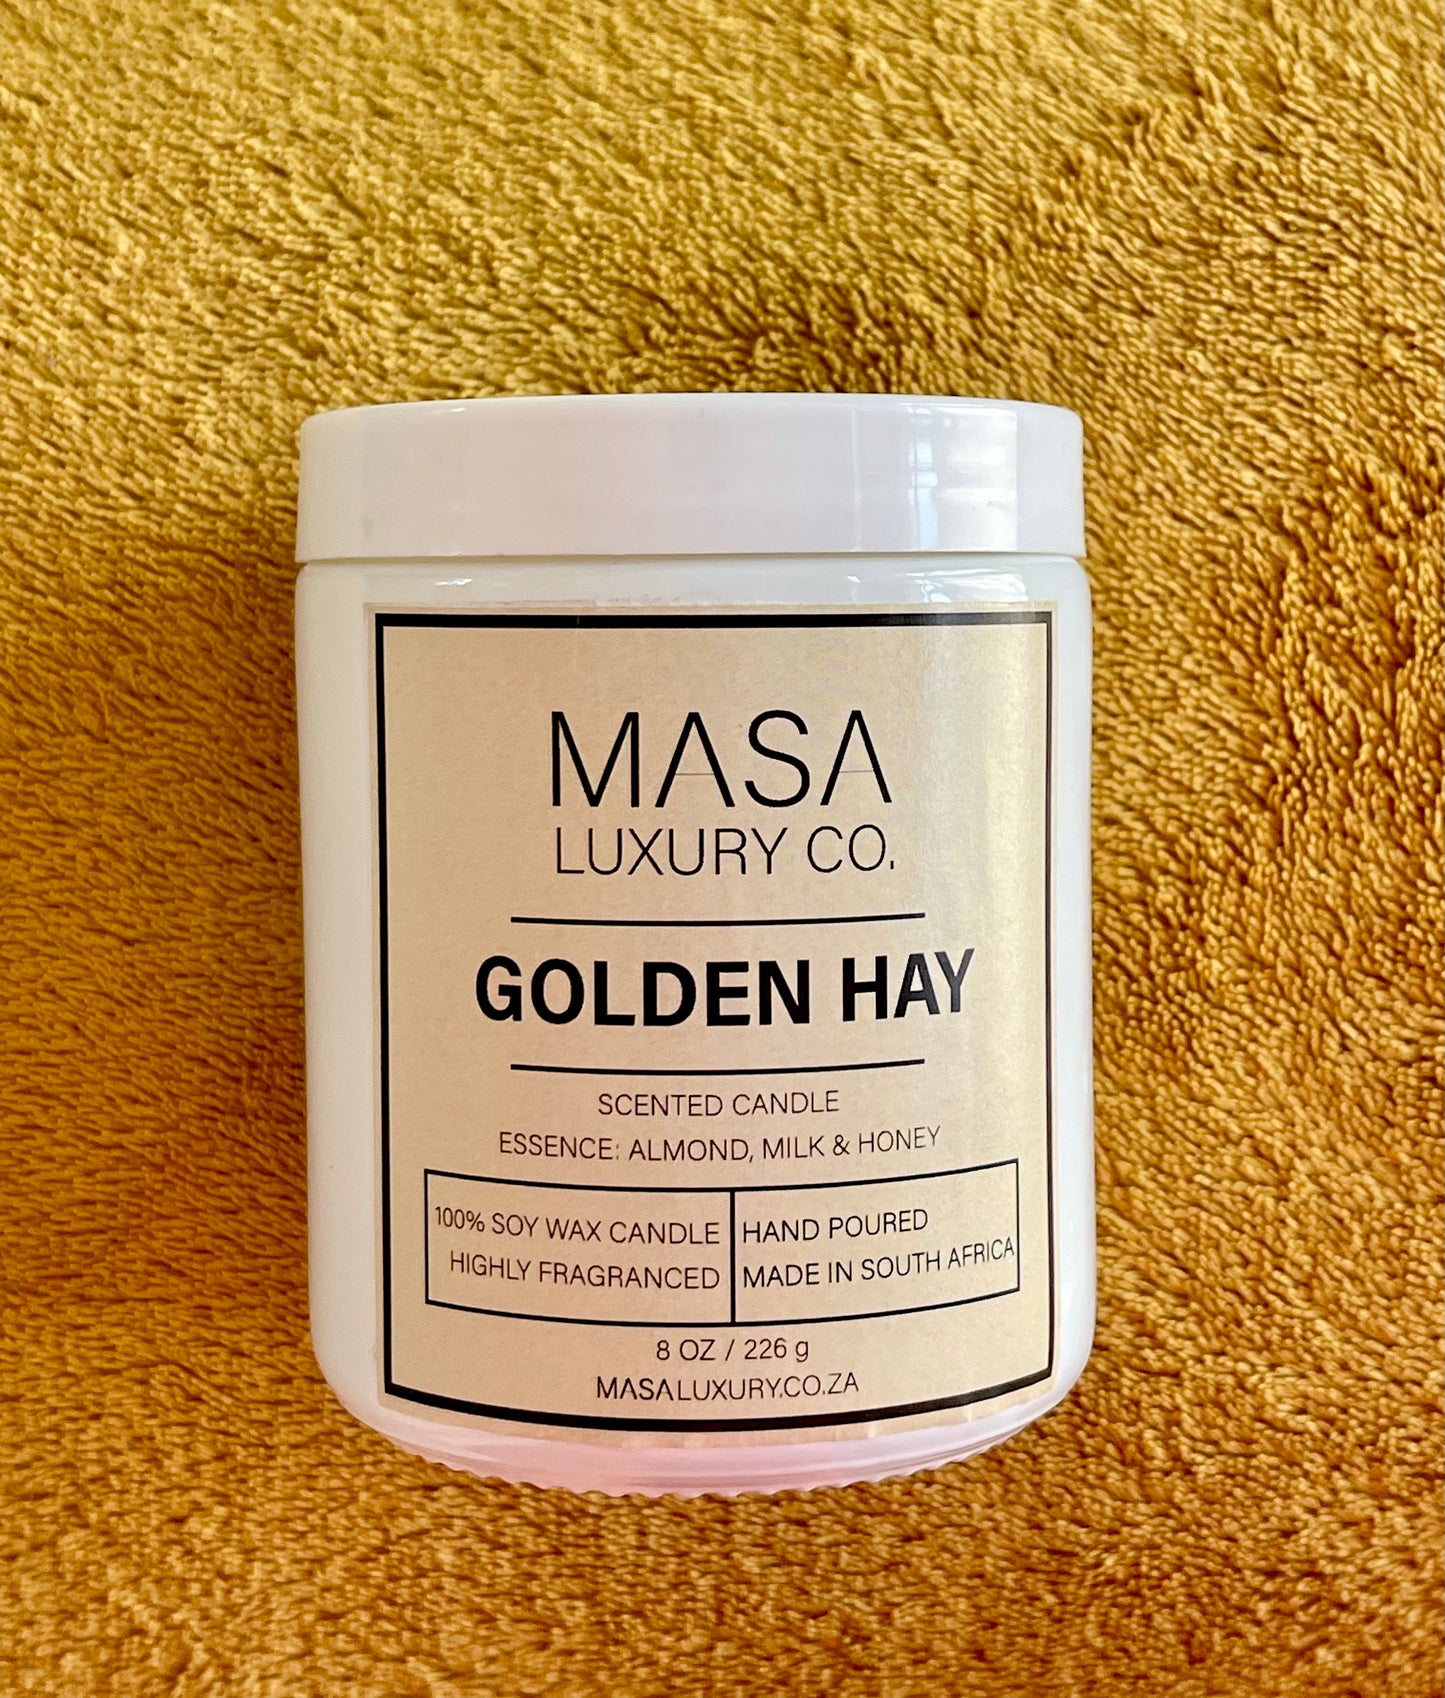 MASA
LUXURY CO.
GOLDEN HAY
SCENTED CANDLE
ESSENCE: ALMOND, MILK & HONEY
100% SOY WAX CANDLE
HIGHLY FRAGRANCED
HAND POURED
MADE IN SOUTH AFRICA
8 OZ / 226 g
MASALUXURY.CO.ZA